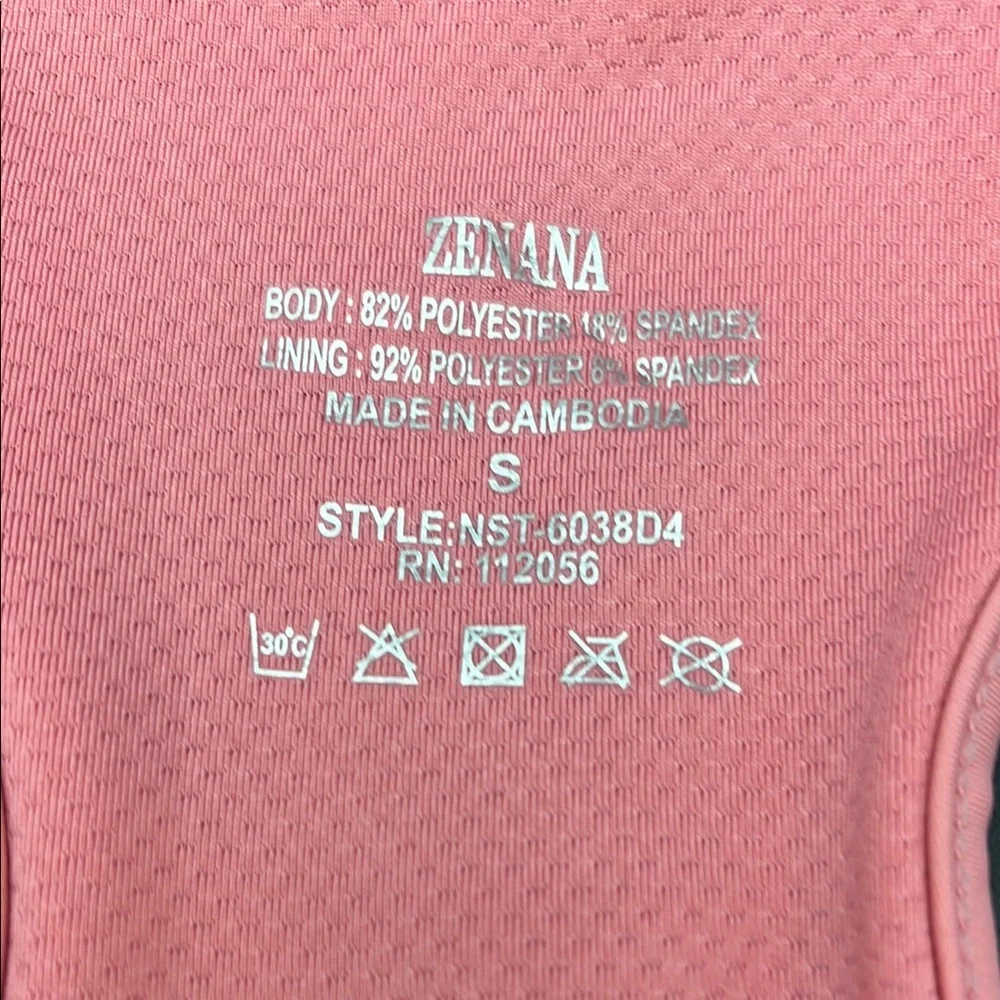 ZENANA
BODY : 82% POLYESTER 18% SPANDEX
LINING : 92% POLYESTER 8% SPANDEX
MADE IN CAMBODIA
S
STYLE:NST-6038D4
RN: 112056
30°C